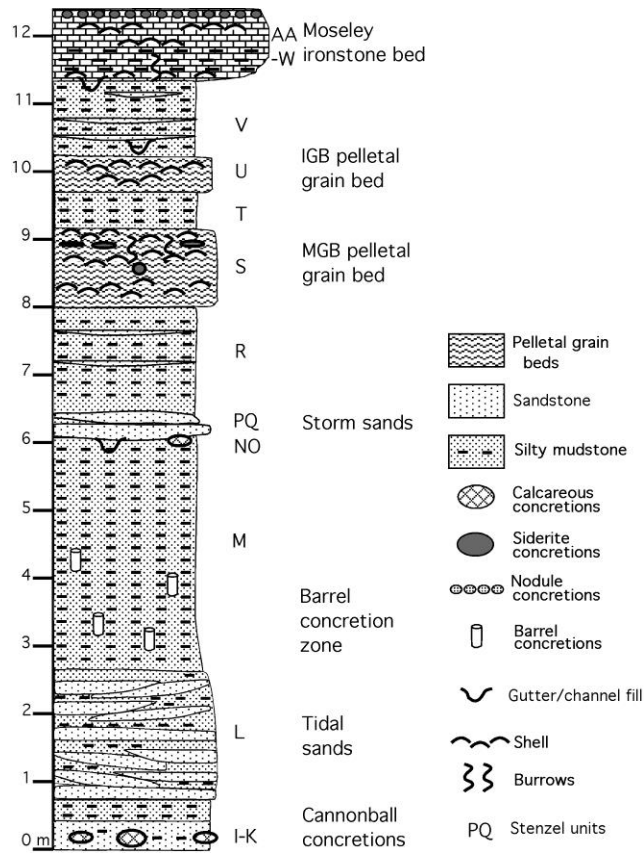 12
AA
-W
Moseley
ironstone bed
11
V
10
U
IGB pelletal
grain bed
T
9
S
MGB pelletal
grain bed
8
R
7
PQ
NO
Storm sands
6
5
M
4
Barrel
concretion
zone
3
2
L
Tidal
sands
1
0 m
I-K
Cannonball
concretions
Pelletal grain
beds
Sandstone
Silty mudstone
Calcareous
concretions
Siderite
concretions
Nodule
concretions
Barrel
concretions
Gutter/channel fill
Shell
Burrows
PQ
Stenzel units